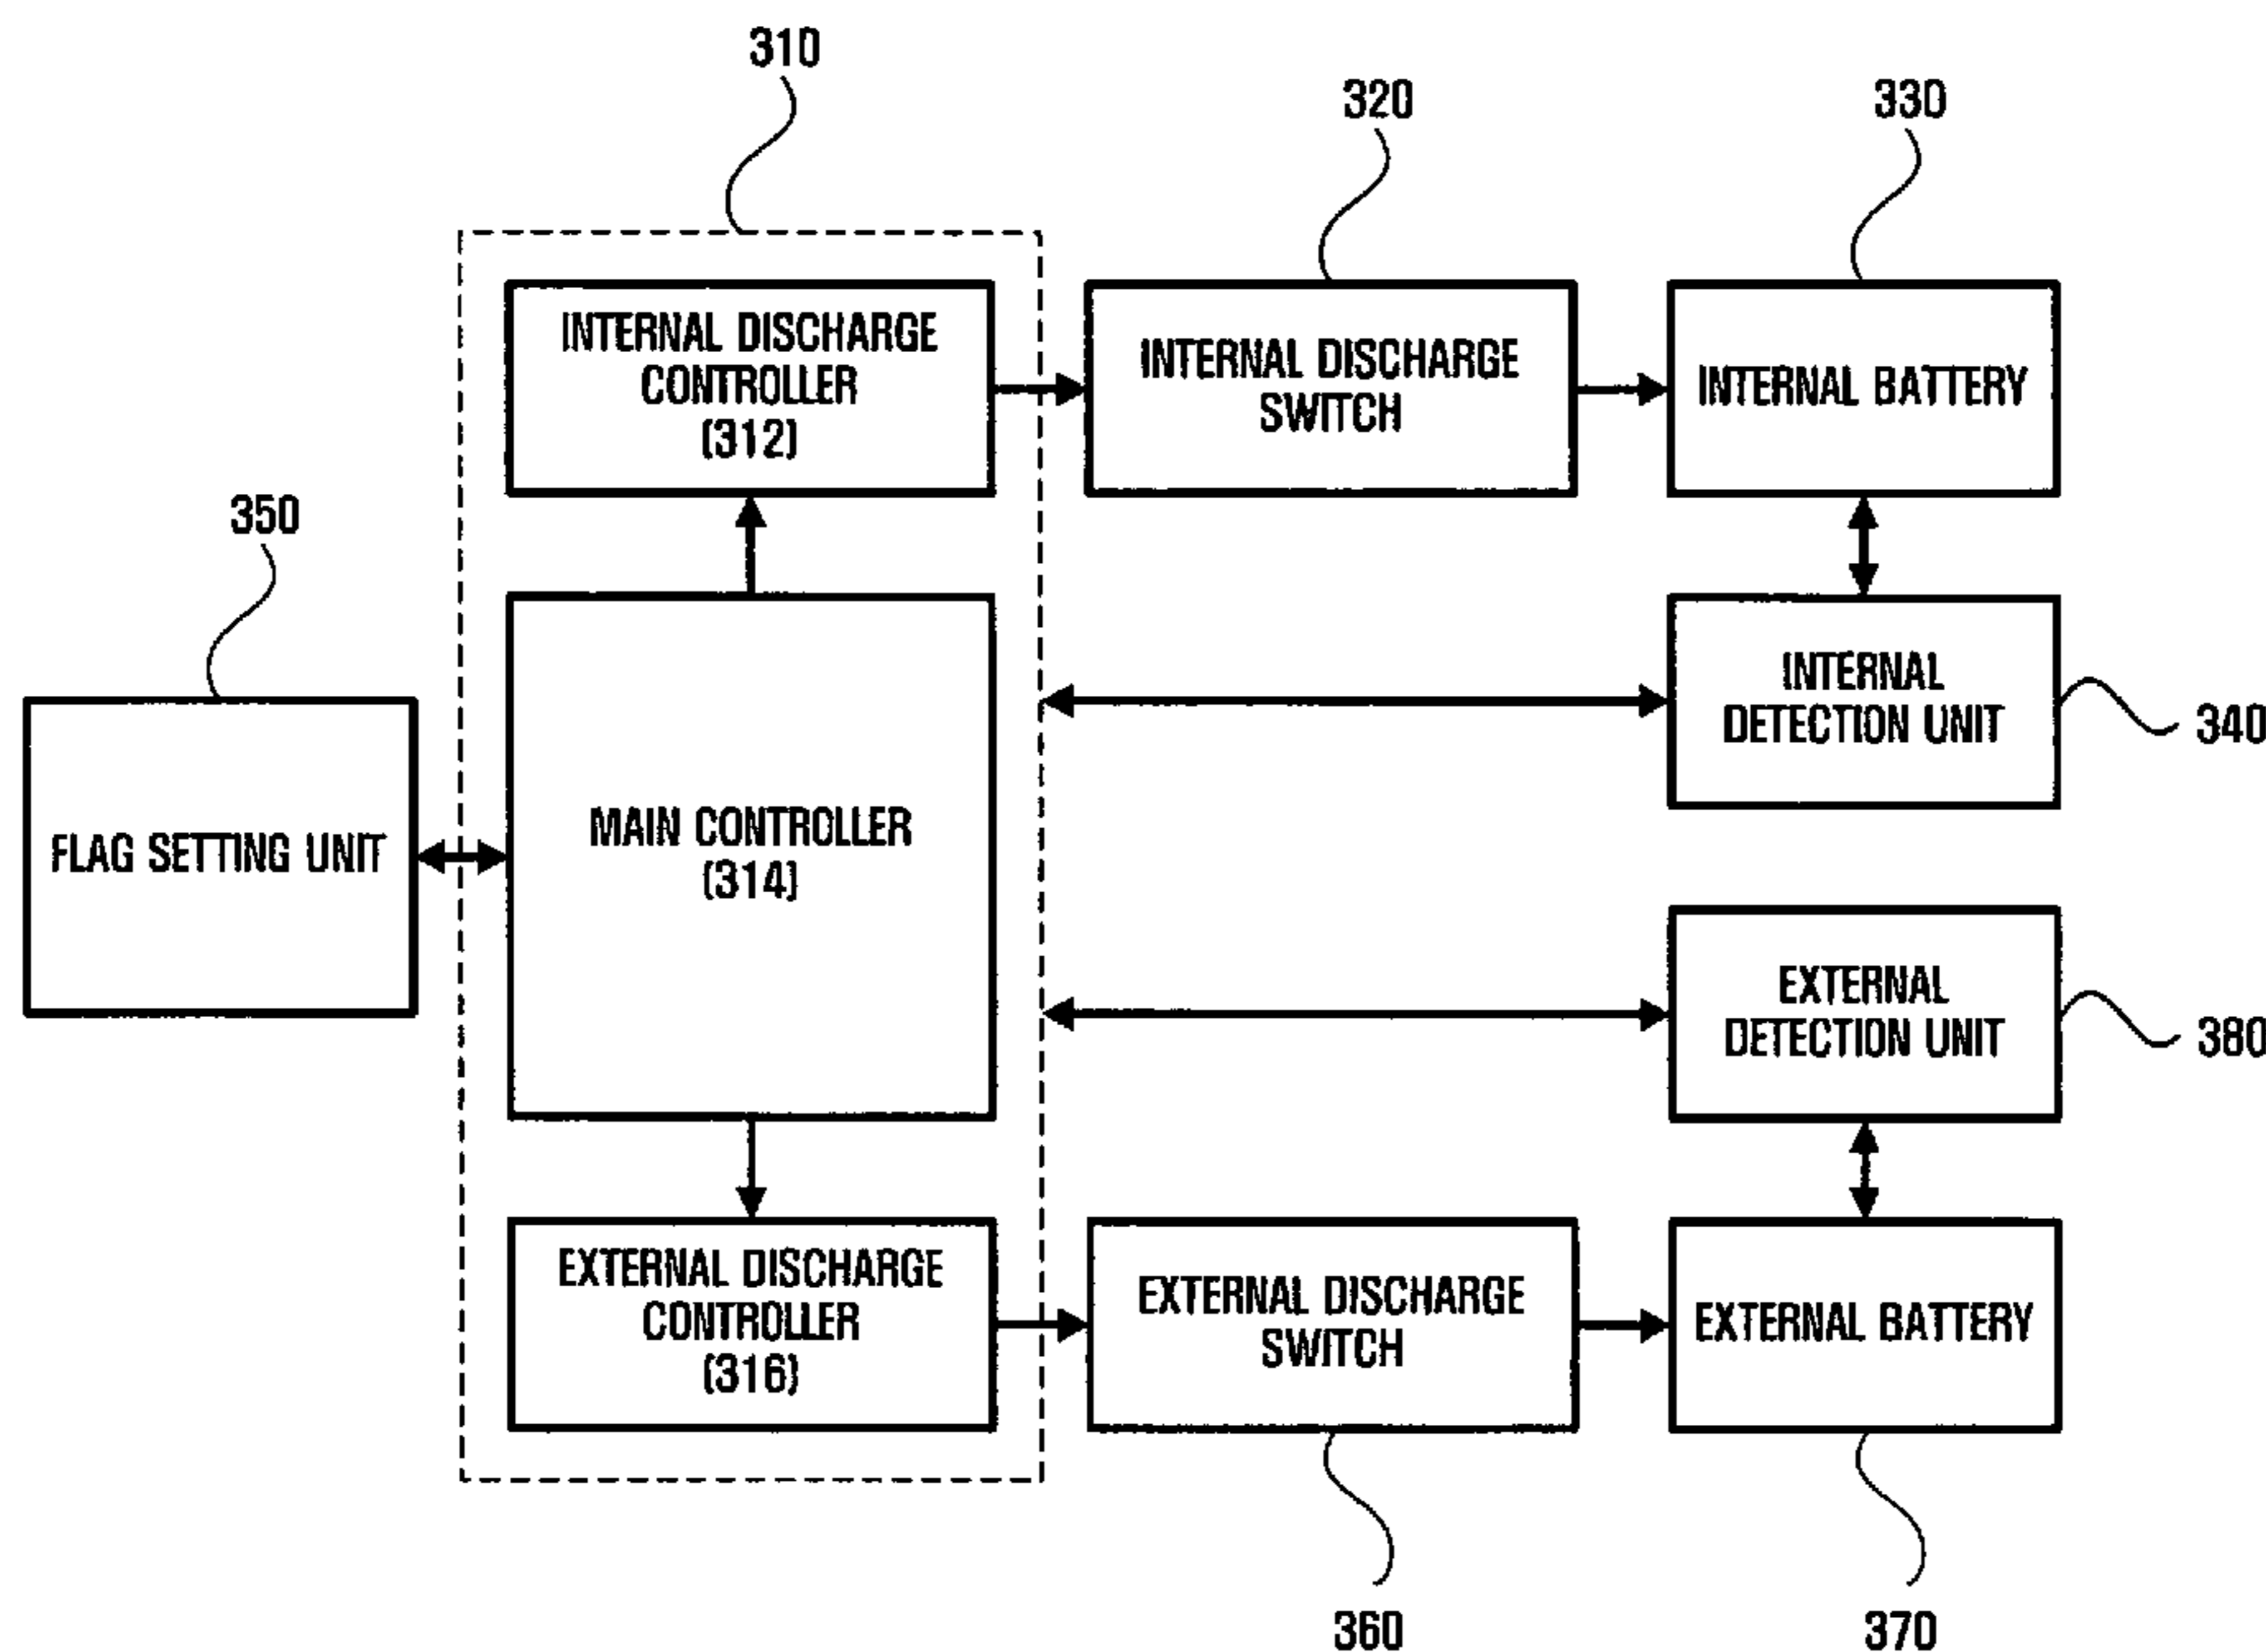 310
320
330
INTERNAL DISCHARGE
CONTROLLER
(312)
INTERNAL DISCHARGE
SWITCH
INTERNAL BATTERY
350
INTERNAL
DETECTION UNIT
340
FLAG SETTING UNIT
MAIN CONTROLLER
(314)
EXTERNAL
DETECTION UNIT
380
EXTERNAL DISCHARGE
CONTROLLER
(316)
EXTERNAL DISCHARGE
SWITCH
EXTERNAL BATTERY
360
370